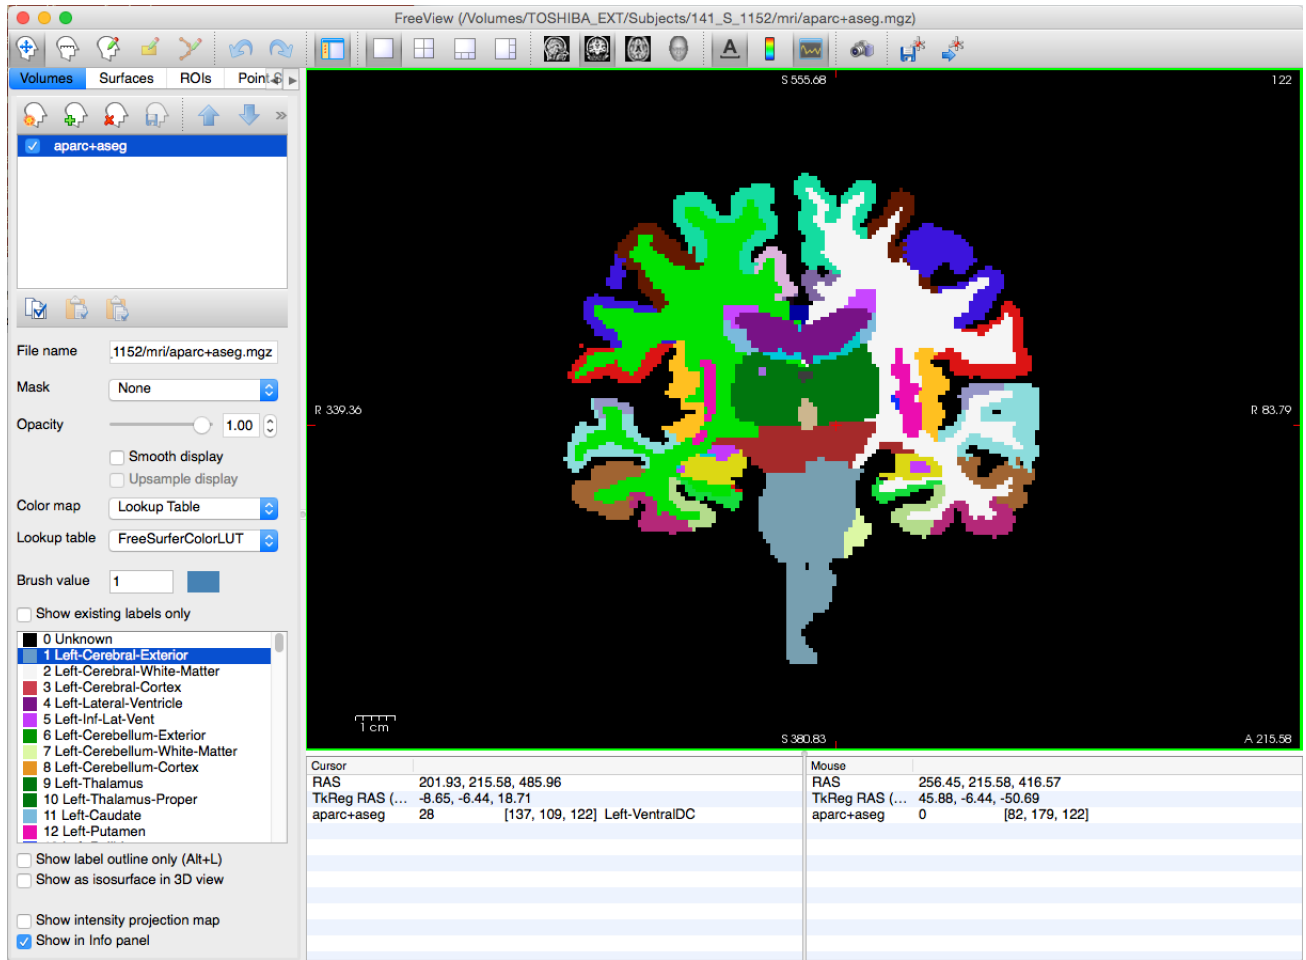 FreeView (/Volumes/TOSHIBA_EXT/Subjects/141_S_1152/mri/aparc+aseg.mgz)
A
Volumes Surfaces ROIs Point
aparc+aseg
File name _1152/mri/aparc+aseg.mgz
Mask None
Opacity 1.00
Smooth display
Upsample display
Color map Lookup Table
Lookup table FreeSurferColorLUT
Brush value 1
Show existing labels only
0 Unknown
1 Left-Cerebral-Exterior
2 Left-Cerebral-White-Matter
3 Left-Cerebral-Cortex
4 Left-Lateral-Ventricle
5 Left-Inf-Lat-Vent
6 Left-Cerebellum-Exterior
7 Left-Cerebellum-White-Matter
8 Left-Cerebellum-Cortex
9 Left-Thalamus
10 Left-Thalamus-Proper
11 Left-Caudate
12 Left-Putamen
Show label outline only (Alt+L)
Show as isosurface in 3D view
Show intensity projection map
Show in Info panel
S 555.68
122
R 339.36
R 83.79
1 cm
S 380.83
A 215.58
Cursor
RAS 201.93, 215.58, 485.96
TkReg RAS (... -8.65, -6.44, 18.71
aparc+aseg 28 [137, 109, 122] Left-VentralDC
Mouse
RAS 256.45, 215.58, 416.57
TkReg RAS (... 45.88, -6.44, -50.69
aparc+aseg 0 [82, 179, 122]